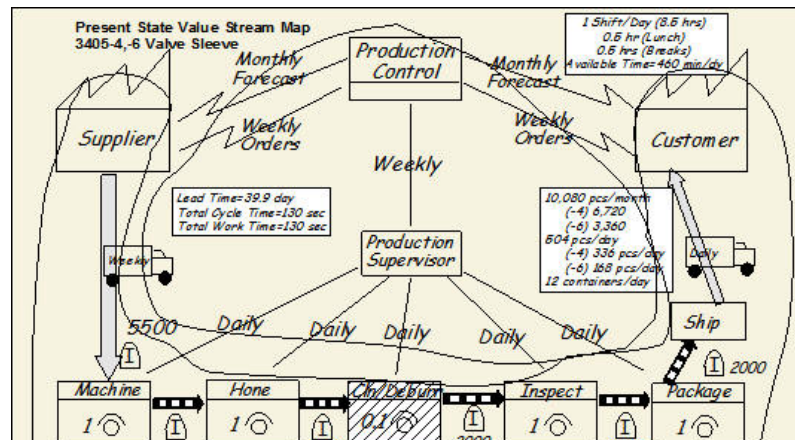 Present State Value Stream Map
3405-4,-6 Valve Sleeve
1 Shift/Day (8.5 hrs)
0.5 hr (Lunch)
0.5 hrs (Breaks)
Available Time=460 min/dy
Monthly
Forecast
Production
Control
Monthly
Forecast
Supplier
Weekly
Orders
Weekly
Orders
Customer
Weekly
Lead Time=39.9 day
Total Cycle Time=130 sec
Total Work Time=130 sec
10,080 pcs/month
(-4) 6,720
(-6) 3,360
504 pcs/day
(-4) 336 pcs/day
(-6) 168 pcs/day
12 containers/day
Production
Supervisor
Weekly
Daily
5500
Daily
Daily
Daily
Daily
Daily
Ship
I
I
2000
Machine
Hone
Cln/Deburr
Inspect
Package
1
I
1
I
0.1
I
1
I
1